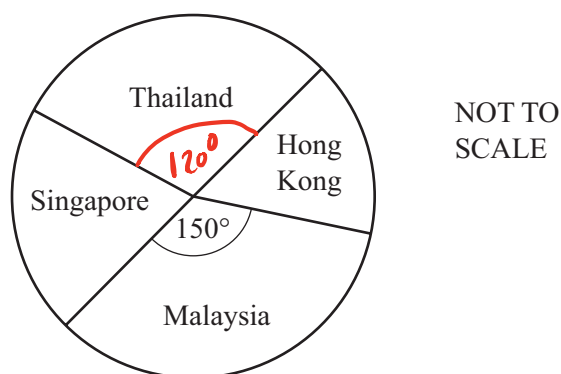 Thailand
120°
NOT TO
SCALE
Hong
Kong
Singapore
150°
Malaysia